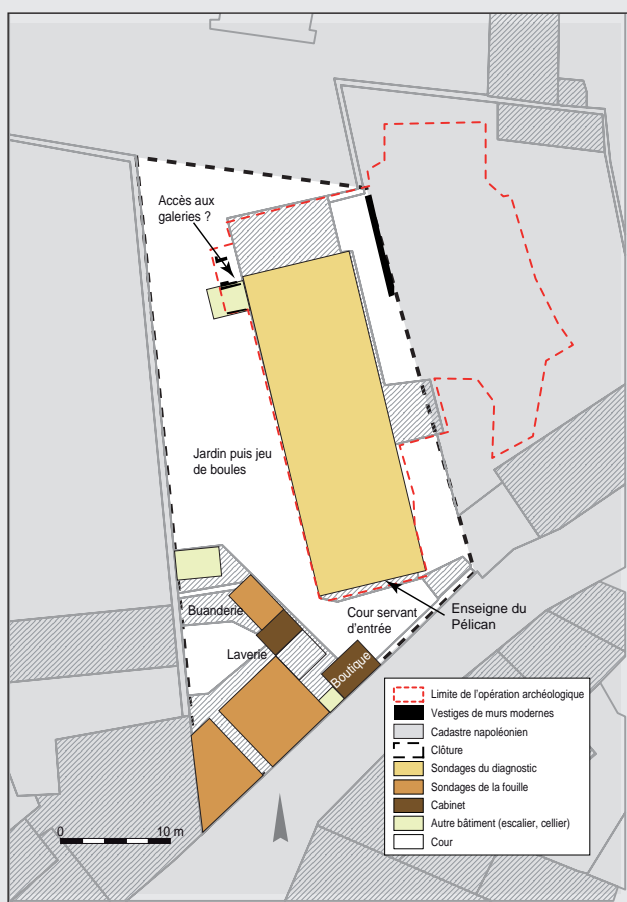 Accès aux
galeries ?
Jardin puis jeu
de boules
Buanderie
Laverie
Cour servant
d'entrée
Enseigne du
Pélican
Boutique
Limite de l'opération archéologique
Vestiges de murs modernes
Cadastre napoléonien
Clôture
Sondages du diagnostic
Sondages de la fouille
Cabinet
Autre bâtiment (escalier, cellier)
Cour
0 10 m